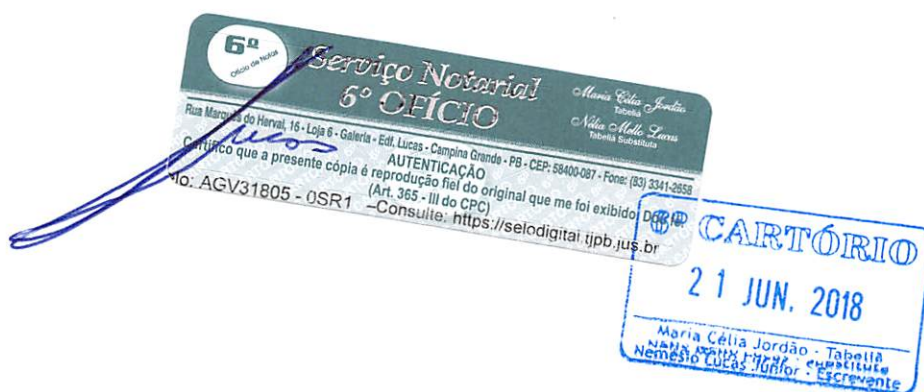 6º
Ofício de Notas
Serviço Notarial
6º OFÍCIO
Maria Célia Jordão
Tabeliã
Nélia Mello Lucas
Tabeliã Substituta
Rua Marquês do Herval, 16 - Loja 6 - Galeria - Edf. Lucas - Campina Grande - PB - CEP: 58400-087 - Fone: (83) 3341-2658
AUTENTICAÇÃO
Certifico que a presente cópia é reprodução fiel do original que me foi exibido. Dou fé.
(Art. 365 - III do CPC)
AGV31805 - 0SR1 –Consulte: https://selodigital.tjpb.jus.br
CARTÓRIO
21 JUN. 2018
Maria Célia Jordão - Tabeliã
Substituta
Nemésio Lucas Júnior - Escrevente